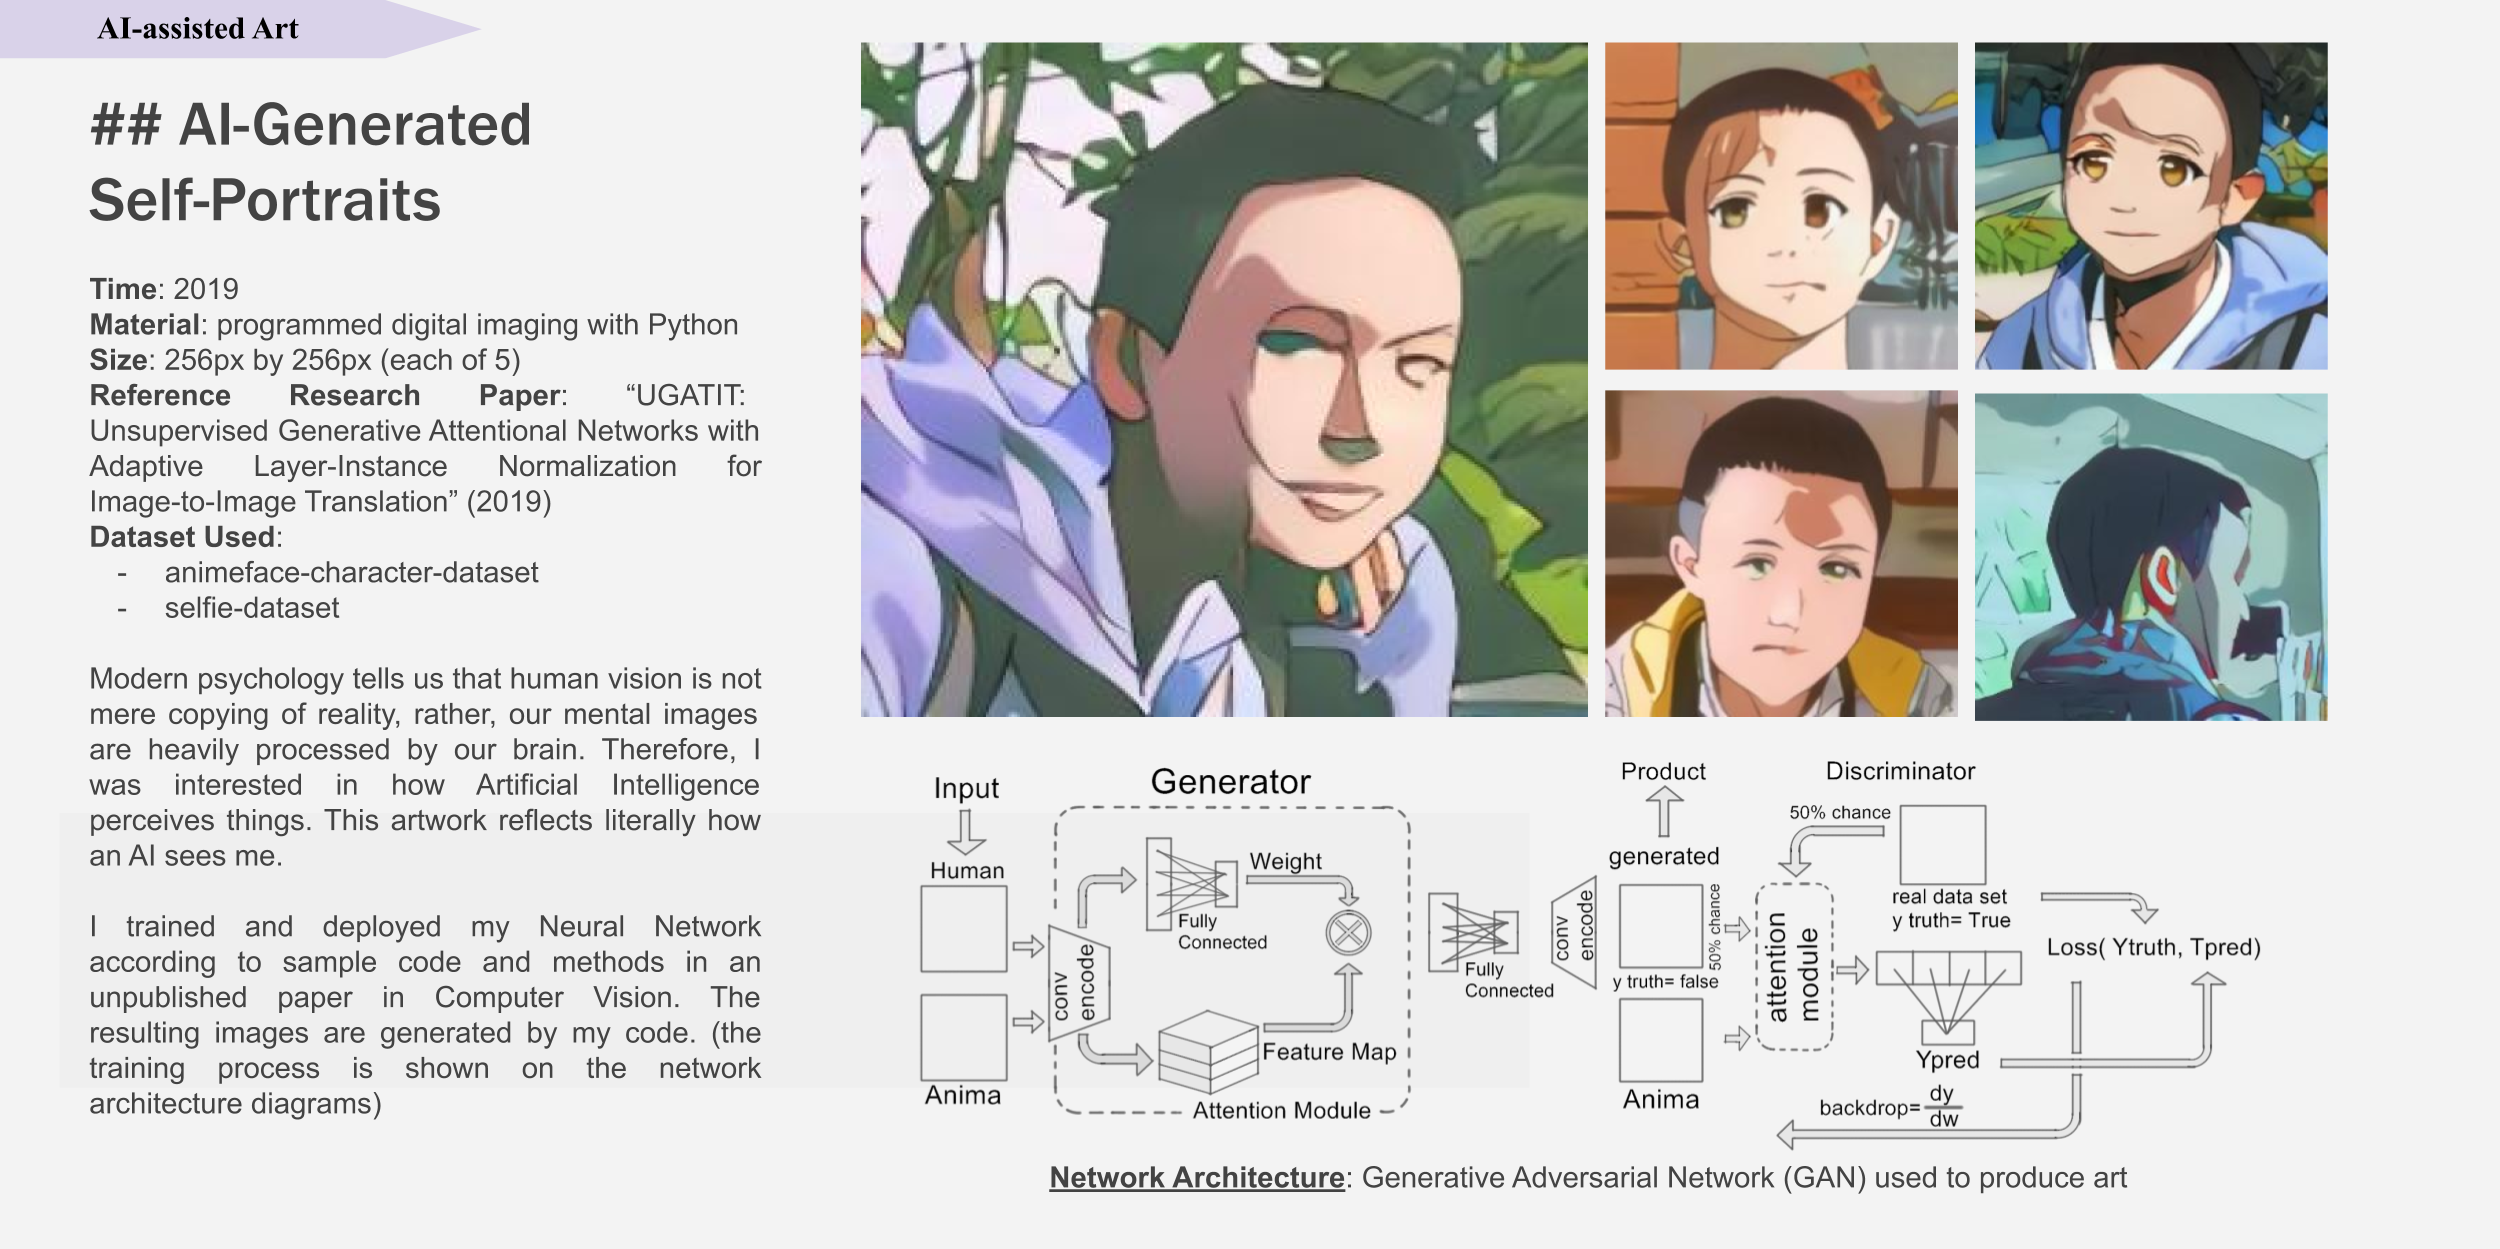 AI-assisted Art
## AI-Generated
Self-Portraits
Time: 2019
Material: programmed digital imaging with Python
Size: 256px by 256px (each of 5)
Reference Research Paper: “UGATIT:
Unsupervised Generative Attentional Networks with
Adaptive Layer-Instance Normalization for
Image-to-Image Translation” (2019)
Dataset Used:
- animeface-character-dataset
- selfie-dataset
Modern psychology tells us that human vision is not
mere copying of reality, rather, our mental images
are heavily processed by our brain. Therefore, I
was interested in how Artificial Intelligence
perceives things. This artwork reflects literally how
an AI sees me.
I trained and deployed my Neural Network
according to sample code and methods in an
unpublished paper in Computer Vision. The
resulting images are generated by my code. (the
training process is shown on the network
architecture diagrams)
Input
Human
Anima
Generator
conv
encode
Fully
Connected
Weight
Feature Map
Attention Module
Fully
Connected
conv
encode
Product
generated
50% chance
y truth= false
Anima
Discriminator
50% chance
real data set
y truth= True
attention
module
Ypred
Loss( Ytruth, Tpred)
backdrop= dy
dw
Network Architecture: Generative Adversarial Network (GAN) used to produce art